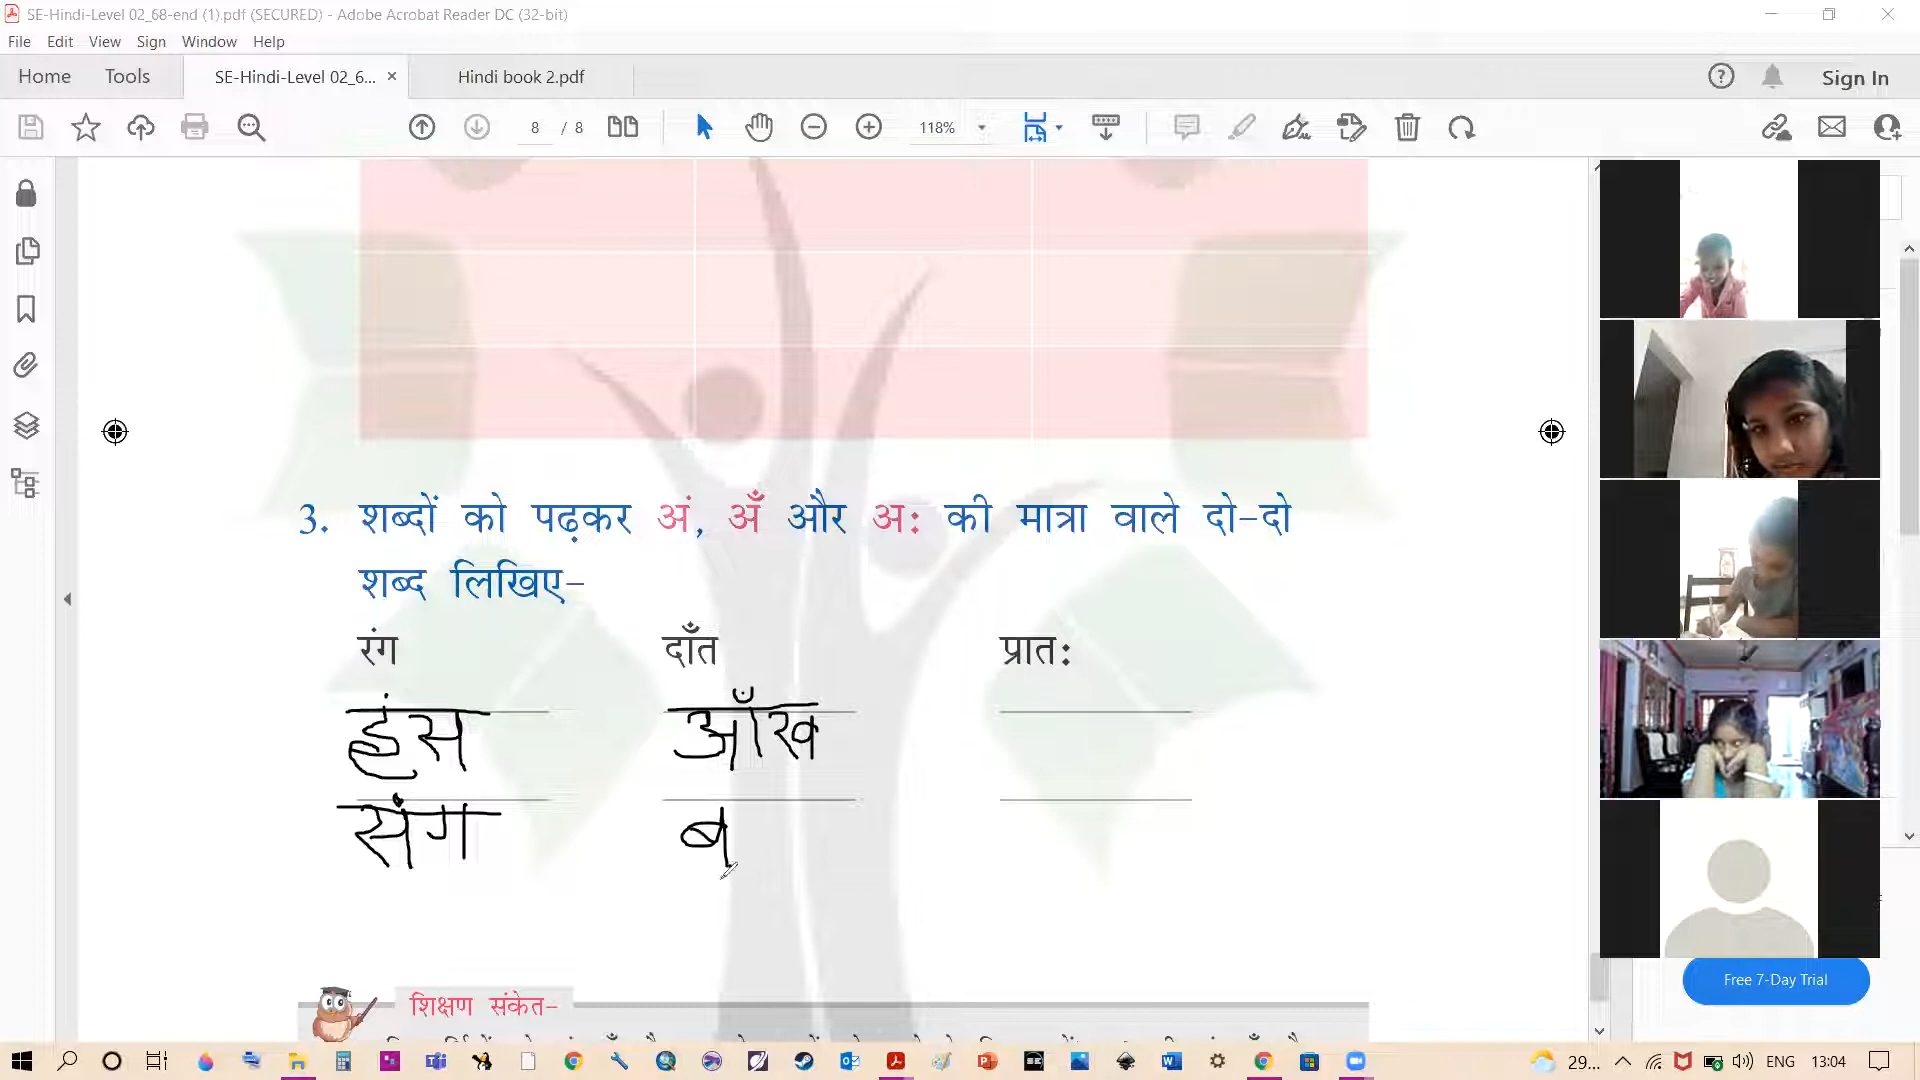 SE-Hindi-Level 02_68-end (1).pdf (SECURED) - Adobe Acrobat Reader DC (32-bit)
File Edit View Sign Window Help
Home Tools SE-Hindi-Level 02_6... × Hindi book 2.pdf Sign In
8 / 8 118%
3. शब्दों को पढ़कर अं, अँ और अः की मात्रा वाले दो-दो
शब्द लिखिए-
रंग दाँत प्रातः
हंस आँख
संग ब
Free 7-Day Trial
शिक्षण संकेत-
29... ENG 13:04